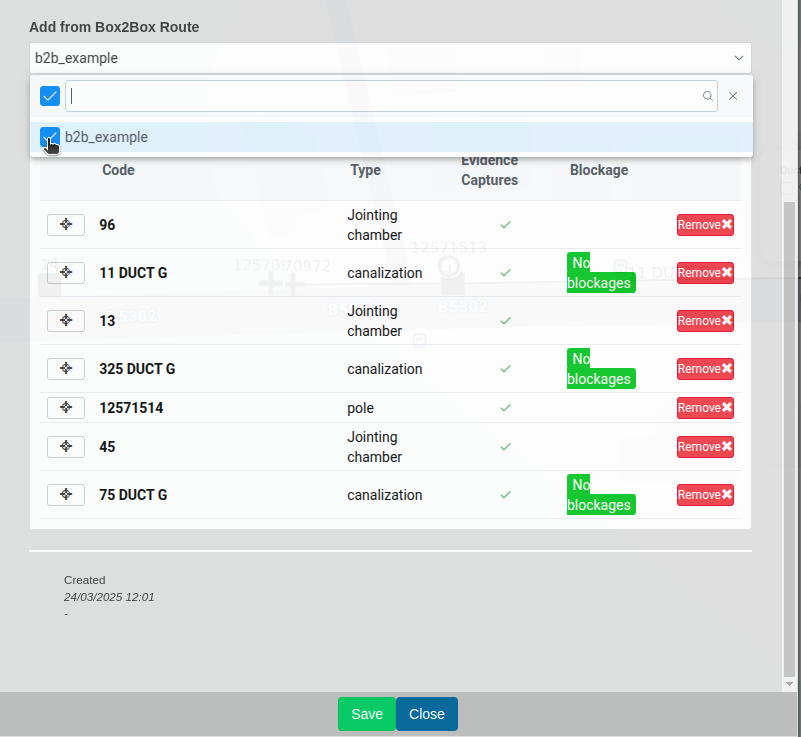 Add from Box2Box Route
b2b_example
b2b_example
Evidence
Code Type Captures Blockage
96 Jointing chamber Remove
11 DUCT G canalization No blockages Remove
13 Jointing chamber Remove
325 DUCT G canalization No blockages Remove
12571514 pole Remove
45 Jointing chamber Remove
75 DUCT G canalization No blockages Remove
12571513
B5302
Created
24/03/2025 12:01
-
Save Close